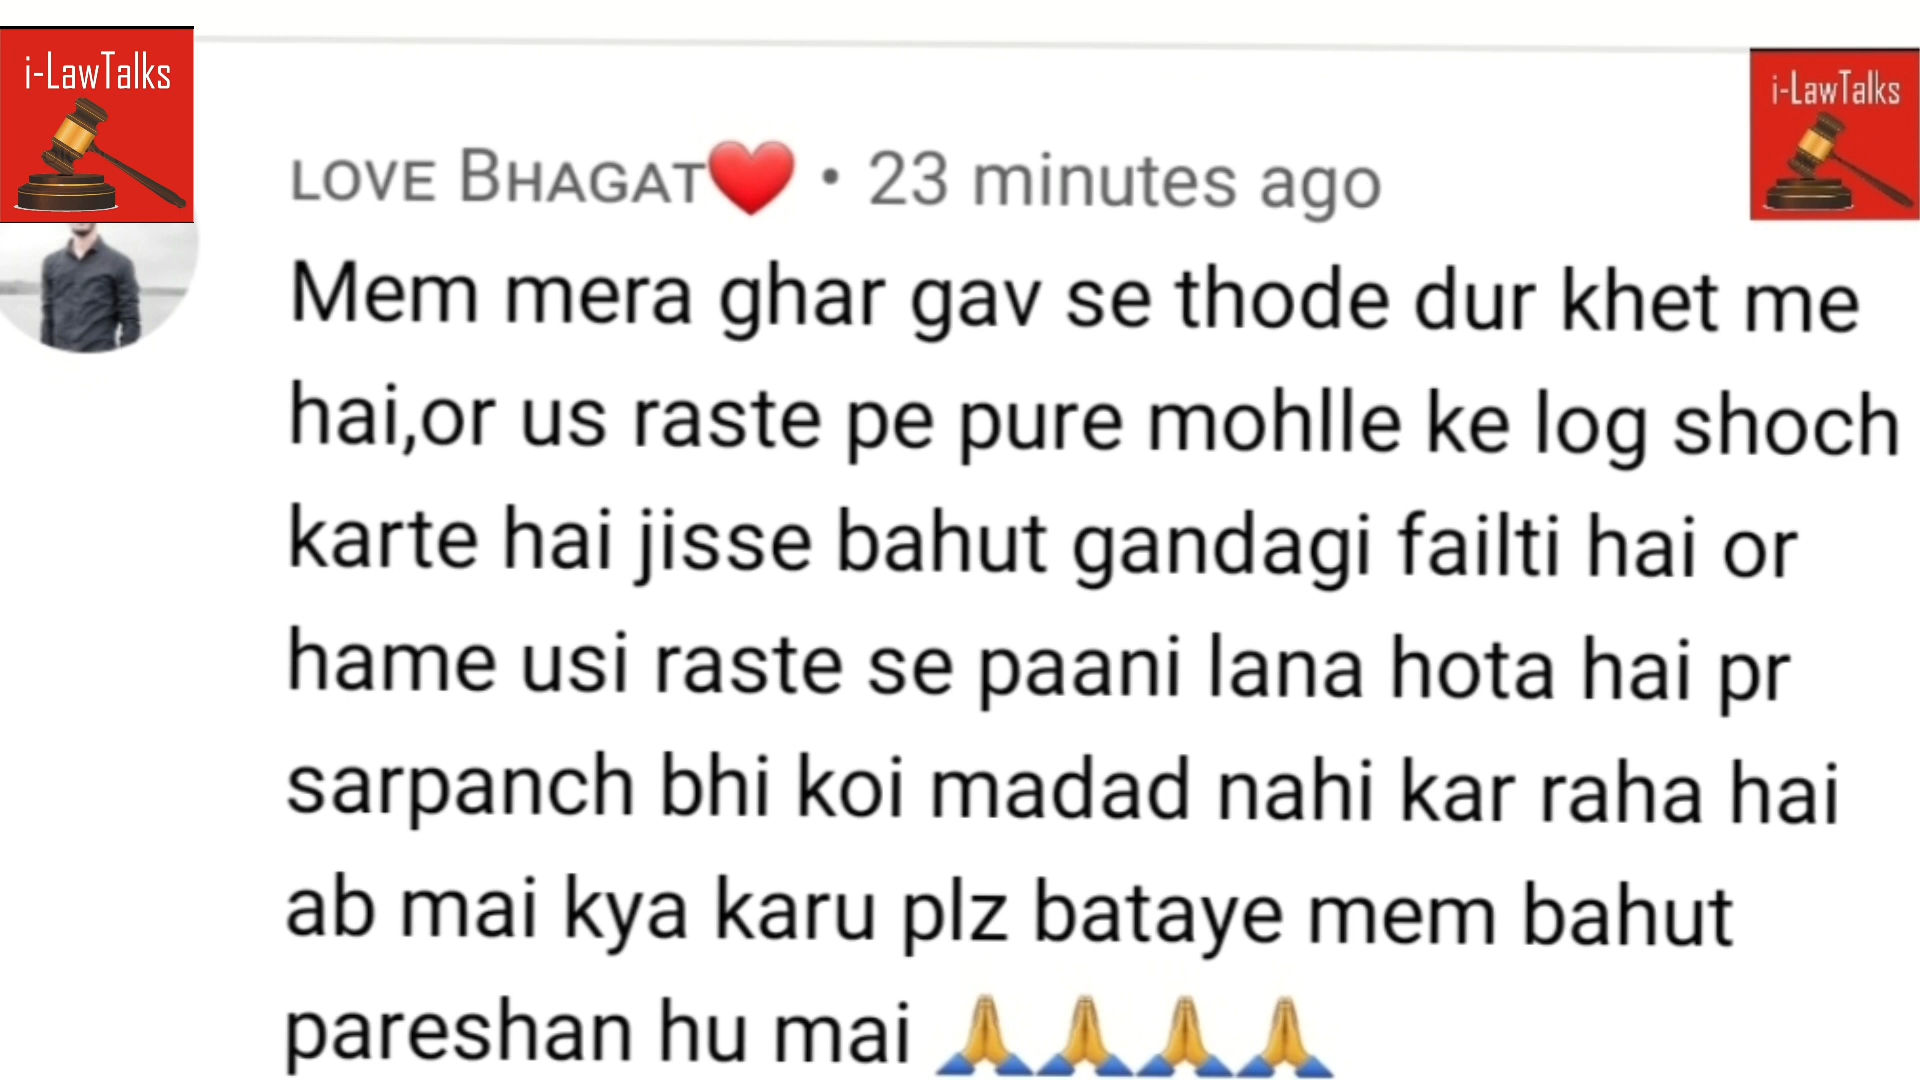 i-LawTalks
i-LawTalks
LOVE BHAGAT❤️ • 23 minutes ago
Mem mera ghar gav se thode dur khet me
hai,or us raste pe pure mohlle ke log shoch
karte hai jisse bahut gandagi failti hai or
hame usi raste se paani lana hota hai pr
sarpanch bhi koi madad nahi kar raha hai
ab mai kya karu plz bataye mem bahut
pareshan hu mai 🙏🙏🙏🙏